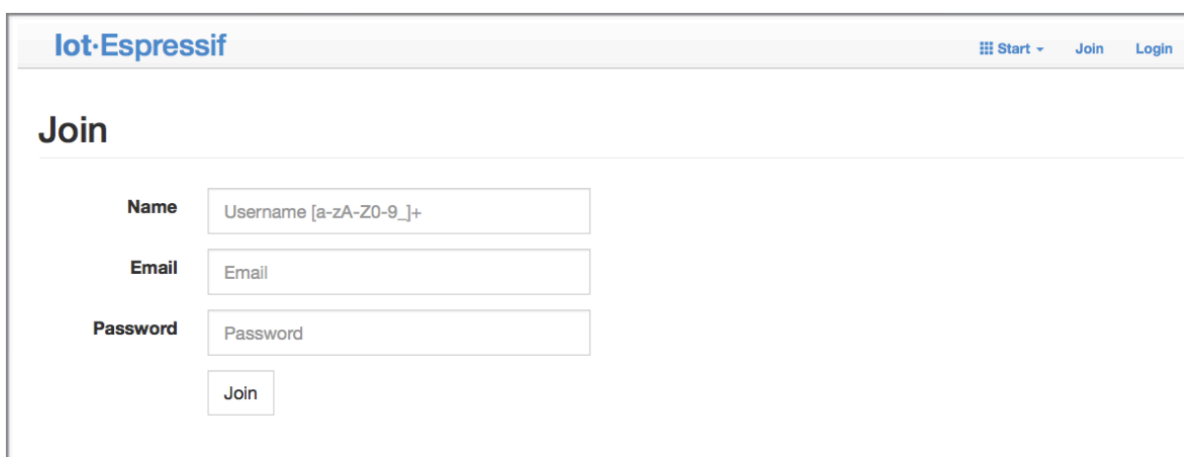 Iot·Espressif
Start Join Login
Join
Name Username [a-zA-Z0-9_]+
Email Email
Password Password
Join